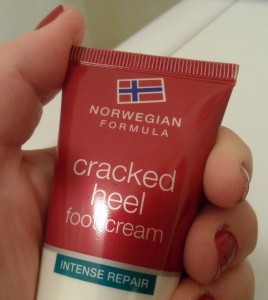 NORWEGIAN
FORMULA
cracked
heel
foot cream
INTENSE REPAIR